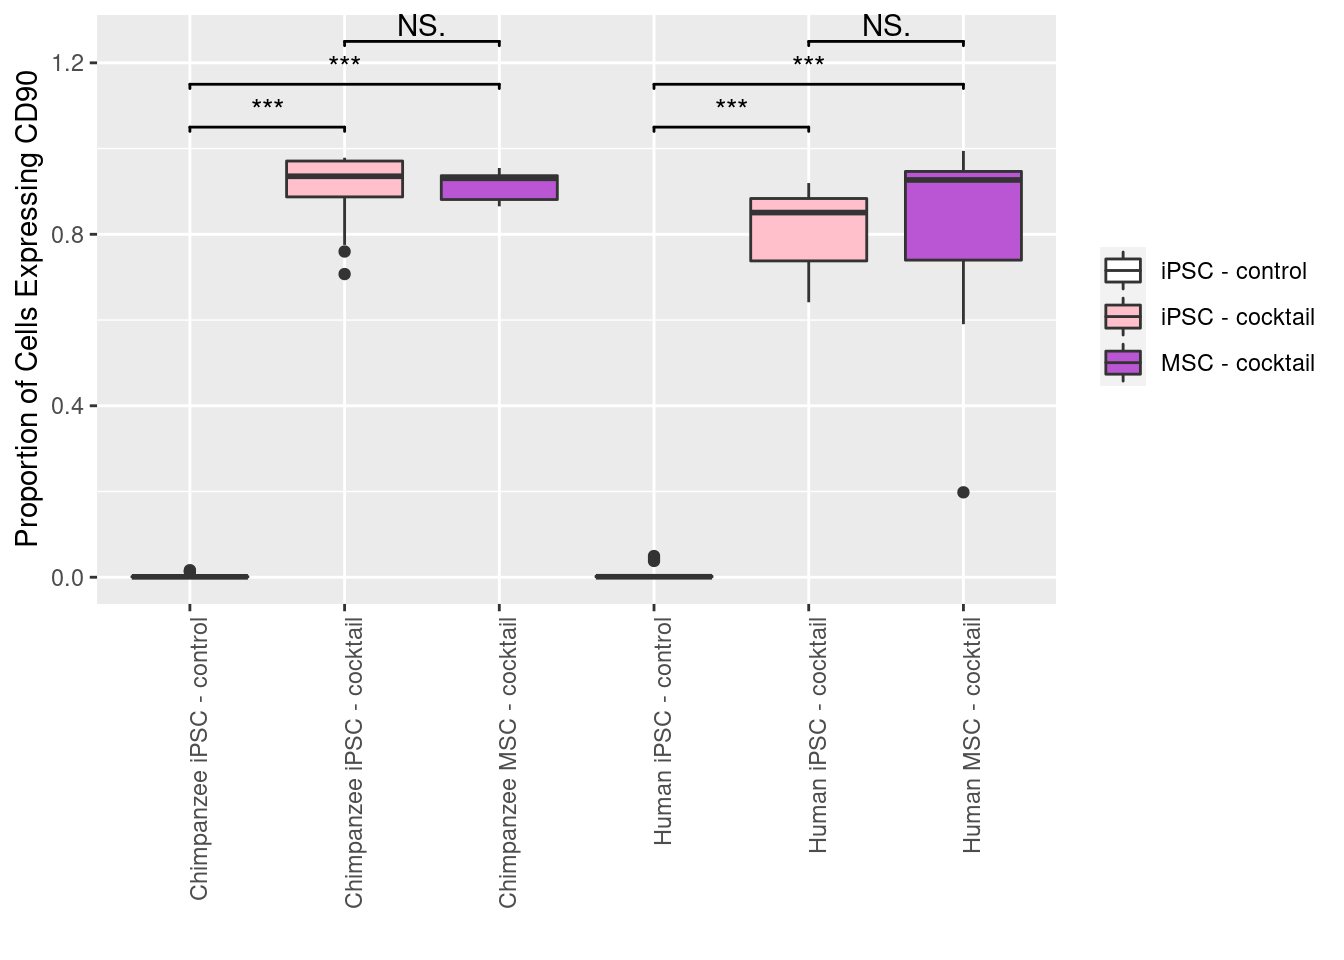 NS.
NS.
***
***
***
***
Proportion of Cells Expressing CD90
1.2
0.8
0.4
0.0
Chimpanzee iPSC - control
Chimpanzee iPSC - cocktail
Chimpanzee MSC - cocktail
Human iPSC - control
Human iPSC - cocktail
Human MSC - cocktail
iPSC - control
iPSC - cocktail
MSC - cocktail